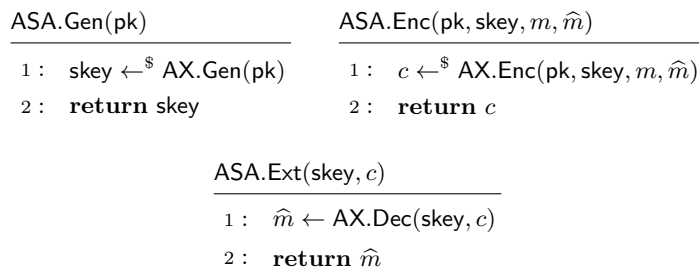 ASA.Gen(pk)
1 : skey ←$ AX.Gen(pk)
2 : return skey
ASA.Enc(pk, skey, m, m̂)
1 : c ←$ AX.Enc(pk, skey, m, m̂)
2 : return c
ASA.Ext(skey, c)
1 : m̂ ← AX.Dec(skey, c)
2 : return m̂